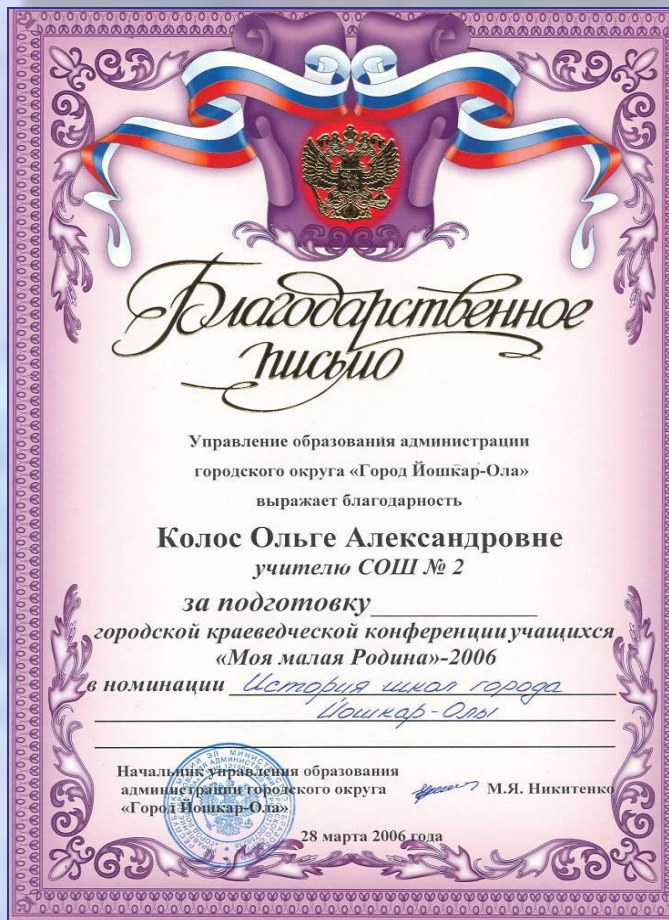 Благодарственное
письмо
Управление образования администрации
городского округа «Город Йошкар-Ола»
выражает благодарность
Колос Ольге Александровне
учителю СОШ № 2
за подготовку____________
городской краеведческой конференции учащихся
«Моя малая Родина»-2006
в номинации История школ города
Йошкар-Олы
Начальник управления образования
администрации городского округа
«Город Йошкар-Ола»
М.Я. Никитенко
28 марта 2006 года